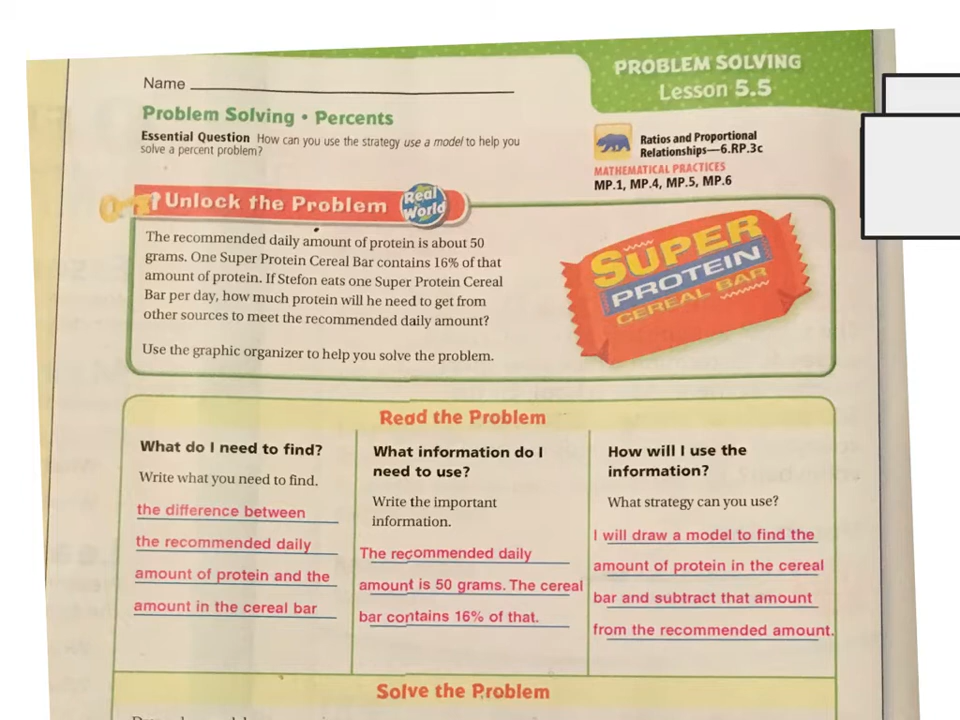 PROBLEM SOLVING
Lesson 5.5
Name
Problem Solving • Percents
Essential Question How can you use the strategy use a model to help you
solve a percent problem?
Ratios and Proportional
Relationships—6.RP.3c
MATHEMATICAL PRACTICES
MP.1, MP.4, MP.5, MP.6
Unlock the Problem
Real
World
The recommended daily amount of protein is about 50
grams. One Super Protein Cereal Bar contains 16% of that
amount of protein. If Stefon eats one Super Protein Cereal
Bar per day, how much protein will he need to get from
other sources to meet the recommended daily amount?
Use the graphic organizer to help you solve the problem.
SUPER
PROTEIN
CEREAL BAR
Read the Problem
What do I need to find?
Write what you need to find.
the difference between
the recommended daily
amount of protein and the
amount in the cereal bar
What information do I
need to use?
Write the important
information.
The recommended daily
amount is 50 grams. The cereal
bar contains 16% of that.
How will I use the
information?
What strategy can you use?
I will draw a model to find the
amount of protein in the cereal
bar and subtract that amount
from the recommended amount.
Solve the Problem